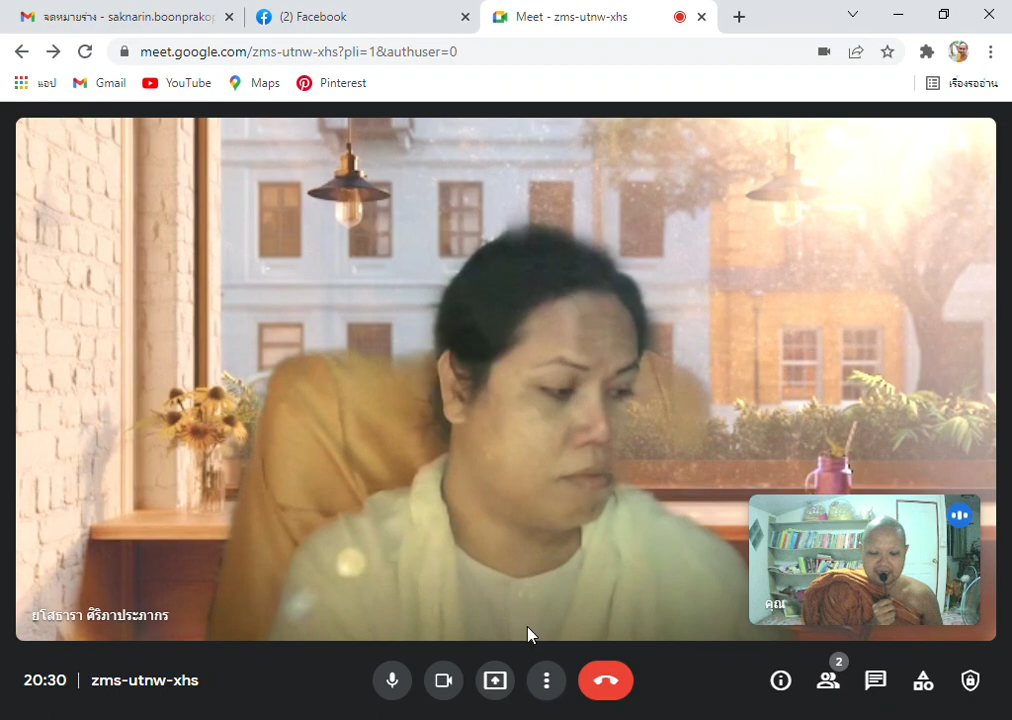 จดหมายร่าง - saknarin.boonprakop
(2) Facebook
Meet - zms-utnw-xhs
meet.google.com/zms-utnw-xhs?pli=1&authuser=0
แอป
Gmail
YouTube
Maps
Pinterest
เรื่องรออ่าน
ยโสธารา ศิริภาประภากร
คุณ
2
20:30
zms-utnw-xhs